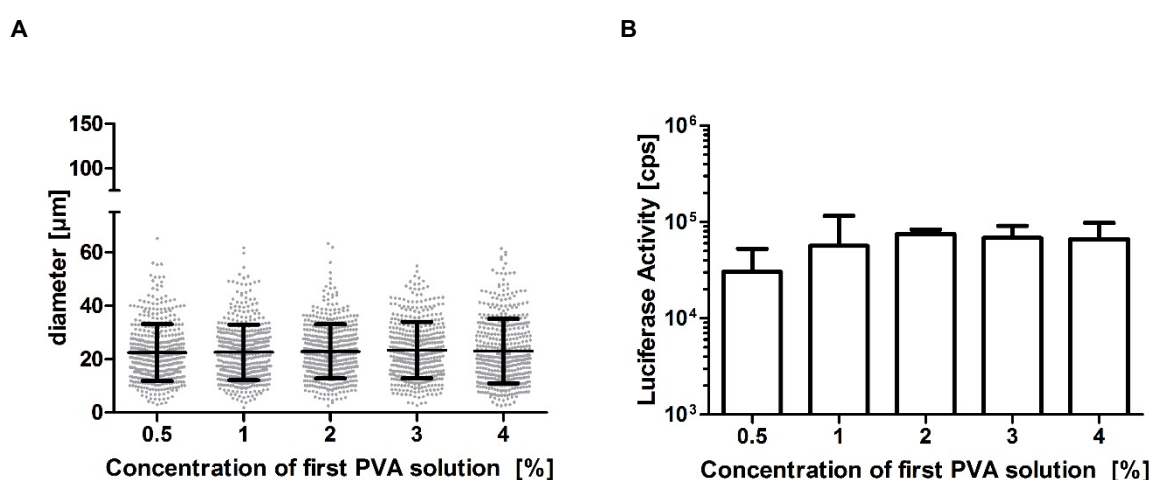 A
B
150
100
60
40
20
0
diameter [µm]
0.5 1 2 3 4
Concentration of first PVA solution [%]
10⁶
10⁵
10⁴
10³
Luciferase Activity [cps]
0.5 1 2 3 4
Concentration of first PVA solution [%]